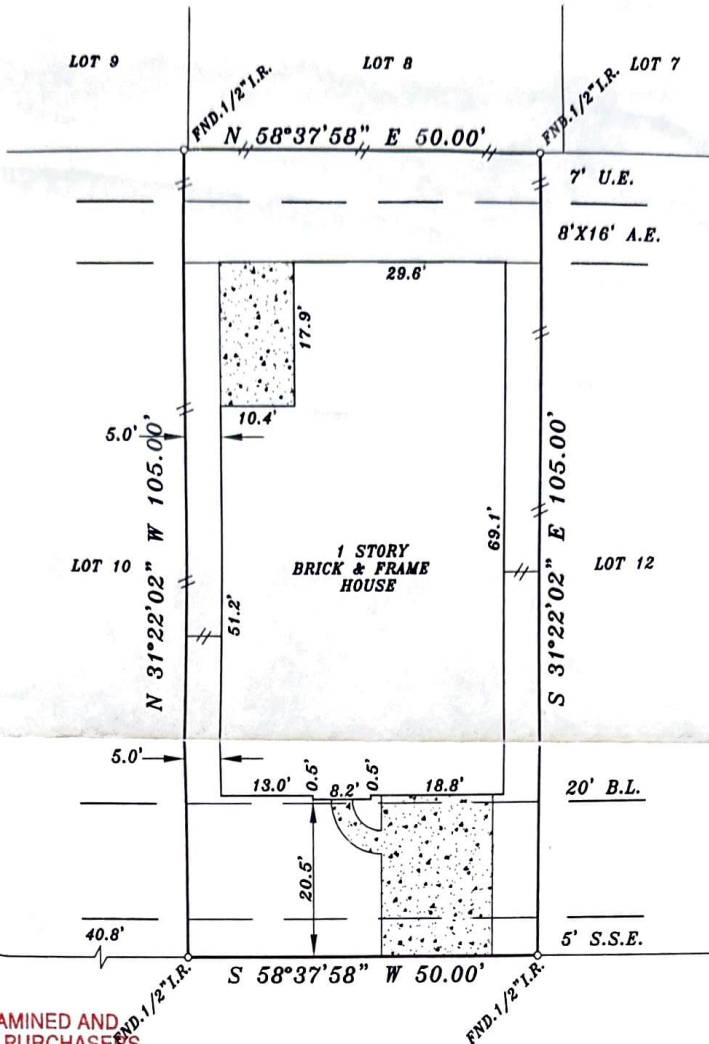 LOT 9
LOT 8
LOT 7
FND.1/2"I.R.
FND.1/2"I.R.
N 58°37'58" E 50.00'
7' U.E.
8'X16' A.E.
29.6'
17.9'
10.4'
5.0'
N 31°22'02" W 105.00'
S 31°22'02" E 105.00'
69.1'
1 STORY
BRICK & FRAME
HOUSE
LOT 10
LOT 12
51.2'
5.0'
13.0'
0.5'
8.2'
0.5'
18.8'
20' B.L.
20.5'
40.8'
5' S.S.E.
S 58°37'58" W 50.00'
FND.1/2"I.R.
FND.1/2"I.R.
AMINED AND
PURCHASERS